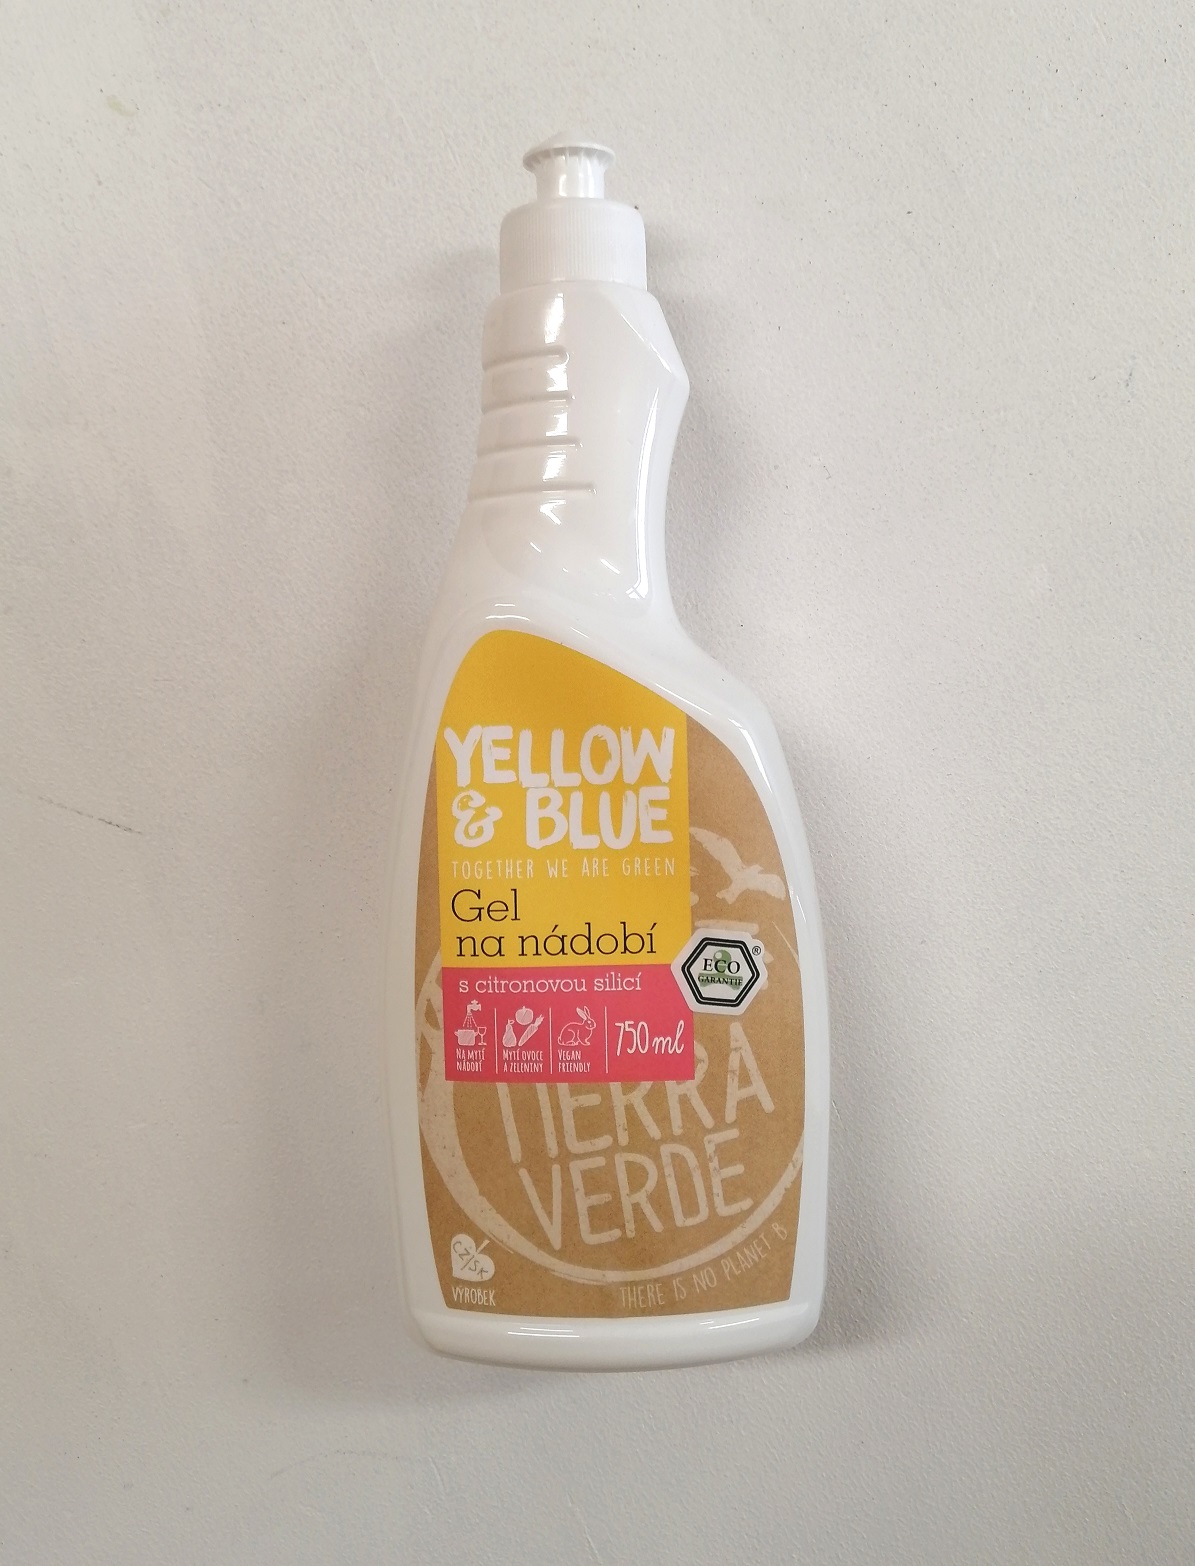 YELLOW
& BLUE
TOGETHER WE ARE GREEN
Gel
na nádobí
s citronovou silicí
ECO
GARANTIE
®
NA MYTÍ
NÁDOBÍ
MYTÍ OVOCE
A ZELENINY
VEGAN
FRIENDLY
750 ml
TIERRA
VERDE
CZ/SK
VÝROBEK
THERE IS NO PLANET B